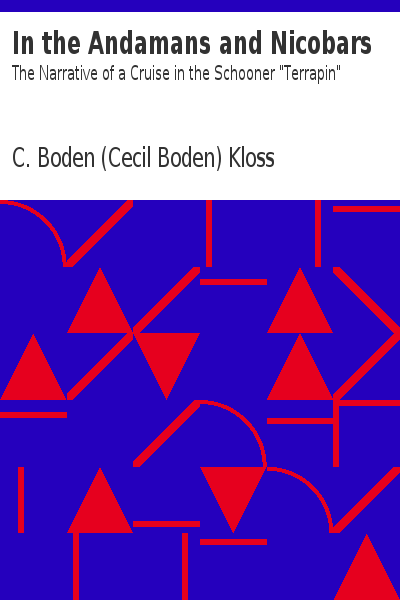 In the Andamans and Nicobars
The Narrative of a Cruise in the Schooner "Terrapin"
C. Boden (Cecil Boden) Kloss